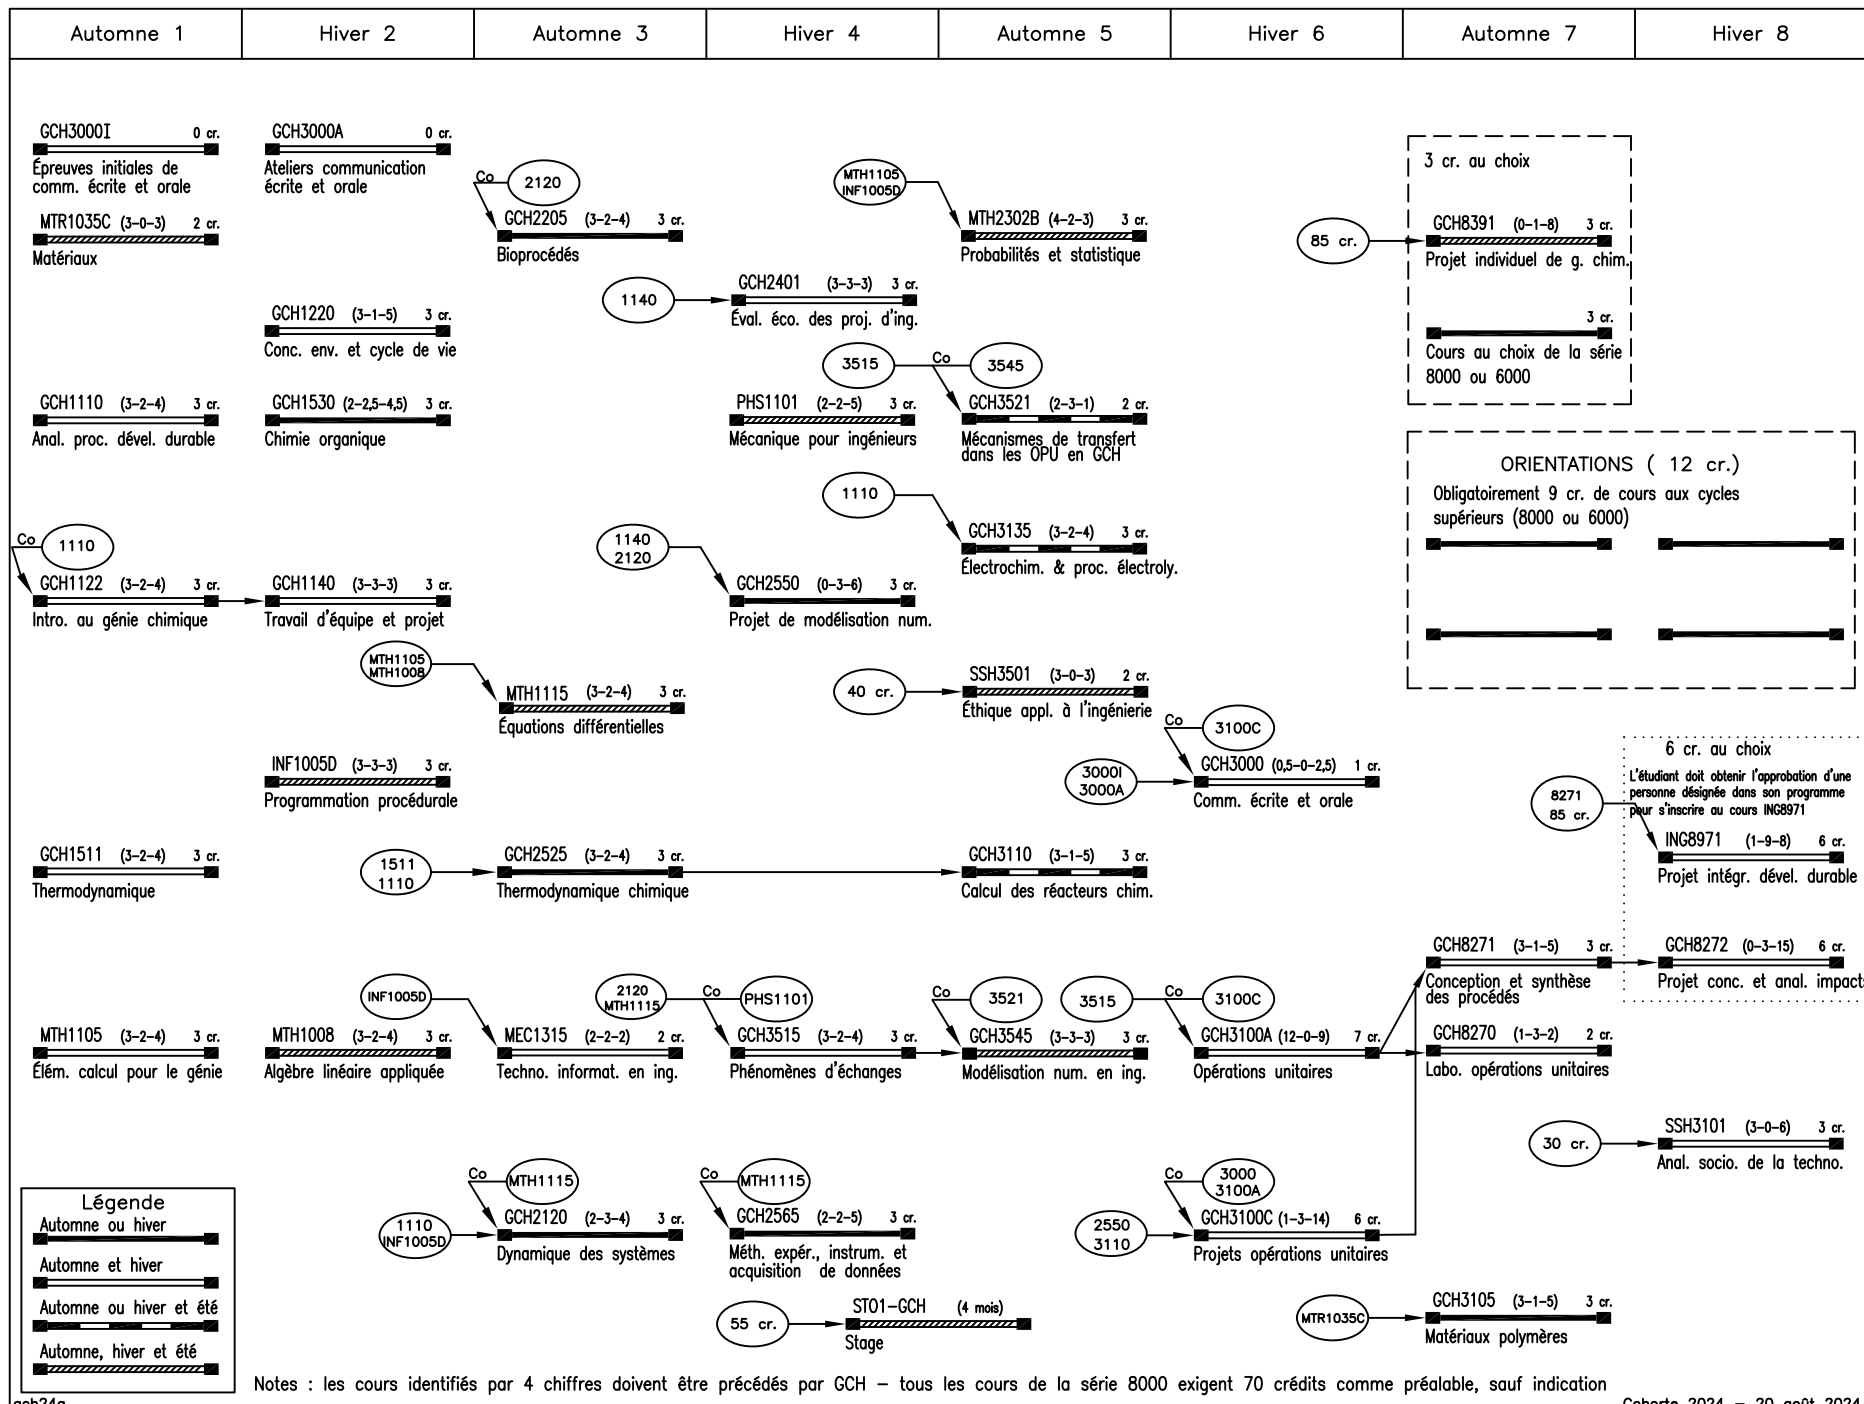 Automne 1
Hiver 2
Automne 3
Hiver 4
Automne 5
Hiver 6
Automne 7
Hiver 8
GCH3000I 0 cr.
Épreuves initiales de
comm. écrite et orale
MTR1035C (3-0-3) 2 cr.
Matériaux
GCH1110 (3-2-4) 3 cr.
Anal. proc. dével. durable
Co
1110
GCH1122 (3-2-4) 3 cr.
Intro. au génie chimique
GCH1511 (3-2-4) 3 cr.
Thermodynamique
MTH1105 (3-2-4) 3 cr.
Élém. calcul pour le génie
GCH3000A 0 cr.
Ateliers communication
écrite et orale
GCH1220 (3-1-5) 3 cr.
Conc. env. et cycle de vie
GCH1530 (2-2,5-4,5) 3 cr.
Chimie organique
GCH1140 (3-3-3) 3 cr.
Travail d'équipe et projet
MTH1105
MTH1008
INF1005D (3-3-3) 3 cr.
Programmation procédurale
1511
1110
INF1005D
MTH1008 (3-2-4) 3 cr.
Algèbre linéaire appliquée
1110
INF1005D
Co
2120
GCH2205 (3-2-4) 3 cr.
Bioprocédés
1140
1140
2120
MTH1115 (3-2-4) 3 cr.
Équations différentielles
GCH2525 (3-2-4) 3 cr.
Thermodynamique chimique
2120
MTH1115
MEC1315 (2-2-2) 2 cr.
Techno. informat. en ing.
Co
MTH1115
GCH2120 (2-3-4) 3 cr.
Dynamique des systèmes
MTH1105
INF1005D
GCH2401 (3-3-3) 3 cr.
Éval. éco. des proj. d'ing.
3515
PHS1101 (2-2-5) 3 cr.
Mécanique pour ingénieurs
1110
GCH2550 (0-3-6) 3 cr.
Projet de modélisation num.
40 cr.
Co
PHS1101
GCH3515 (3-2-4) 3 cr.
Phénomènes d'échanges
Co
MTH1115
GCH2565 (2-2-5) 3 cr.
Méth. expér., instrum. et
acquisition de données
55 cr.
ST01-GCH (4 mois)
Stage
MTH2302B (4-2-3) 3 cr.
Probabilités et statistique
Co
3545
GCH3521 (2-3-1) 2 cr.
Mécanismes de transfert
dans les OPU en GCH
GCH3135 (3-2-4) 3 cr.
Électrochim. & proc. électroly.
SSH3501 (3-0-3) 2 cr.
Éthique appl. à l'ingénierie
3000I
3000A
GCH3110 (3-1-5) 3 cr.
Calcul des réacteurs chim.
Co
3521
3515
GCH3545 (3-3-3) 3 cr.
Modélisation num. en ing.
2550
3110
85 cr.
Co
3100C
GCH3000 (0,5-0-2,5) 1 cr.
Comm. écrite et orale
Co
3100C
GCH3100A (12-0-9) 7 cr.
Opérations unitaires
Co
3000
3100A
GCH3100C (1-3-14) 6 cr.
Projets opérations unitaires
MTR1035C
3 cr. au choix
GCH8391 (0-1-8) 3 cr.
Projet individuel de g. chim.
3 cr.
Cours au choix de la série
8000 ou 6000
ORIENTATIONS ( 12 cr.)
Obligatoirement 9 cr. de cours aux cycles
supérieurs (8000 ou 6000)
8271
85 cr.
GCH8271 (3-1-5) 3 cr.
Conception et synthèse
des procédés
GCH8270 (1-3-2) 2 cr.
Labo. opérations unitaires
30 cr.
GCH3105 (3-1-5) 3 cr.
Matériaux polymères
6 cr. au choix
L'étudiant doit obtenir l'approbation d'une
personne désignée dans son programme
pour s'inscrire au cours ING8971
ING8971 (1-9-8) 6 cr.
Projet intégr. dével. durable
GCH8272 (0-3-15) 6 cr.
Projet conc. et anal. impacts
SSH3101 (3-0-6) 3 cr.
Anal. socio. de la techno.
Légende
Automne ou hiver
Automne et hiver
Automne ou hiver et été
Automne, hiver et été
Notes : les cours identifiés par 4 chiffres doivent être précédés par GCH – tous les cours de la série 8000 exigent 70 crédits comme préalable, sauf indication